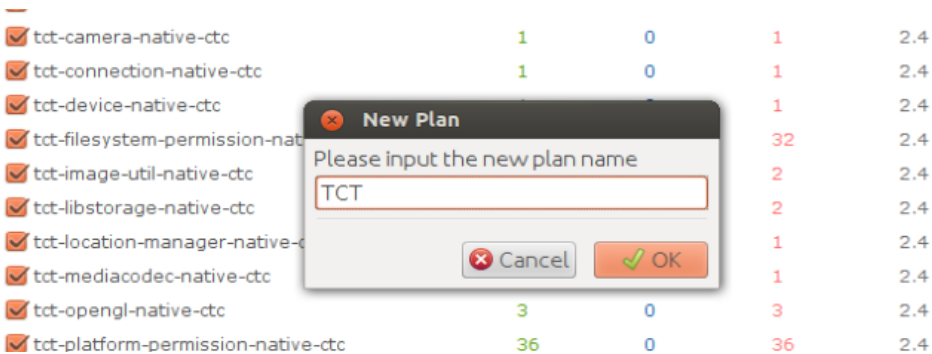 tct-camera-native-ctc 1 0 1 2.4
tct-connection-native-ctc 1 0 1 2.4
tct-device-native-ctc 1 2.4
New Plan
tct-filesystem-permission-nat 32 2.4
Please input the new plan name
tct-image-util-native-ctc 2 2.4
TCT
tct-libstorage-native-ctc 2 2.4
tct-location-manager-native-c 1 2.4
Cancel OK
tct-mediacodec-native-ctc 1 2.4
tct-opengl-native-ctc 3 0 3 2.4
tct-platform-permission-native-ctc 36 0 36 2.4